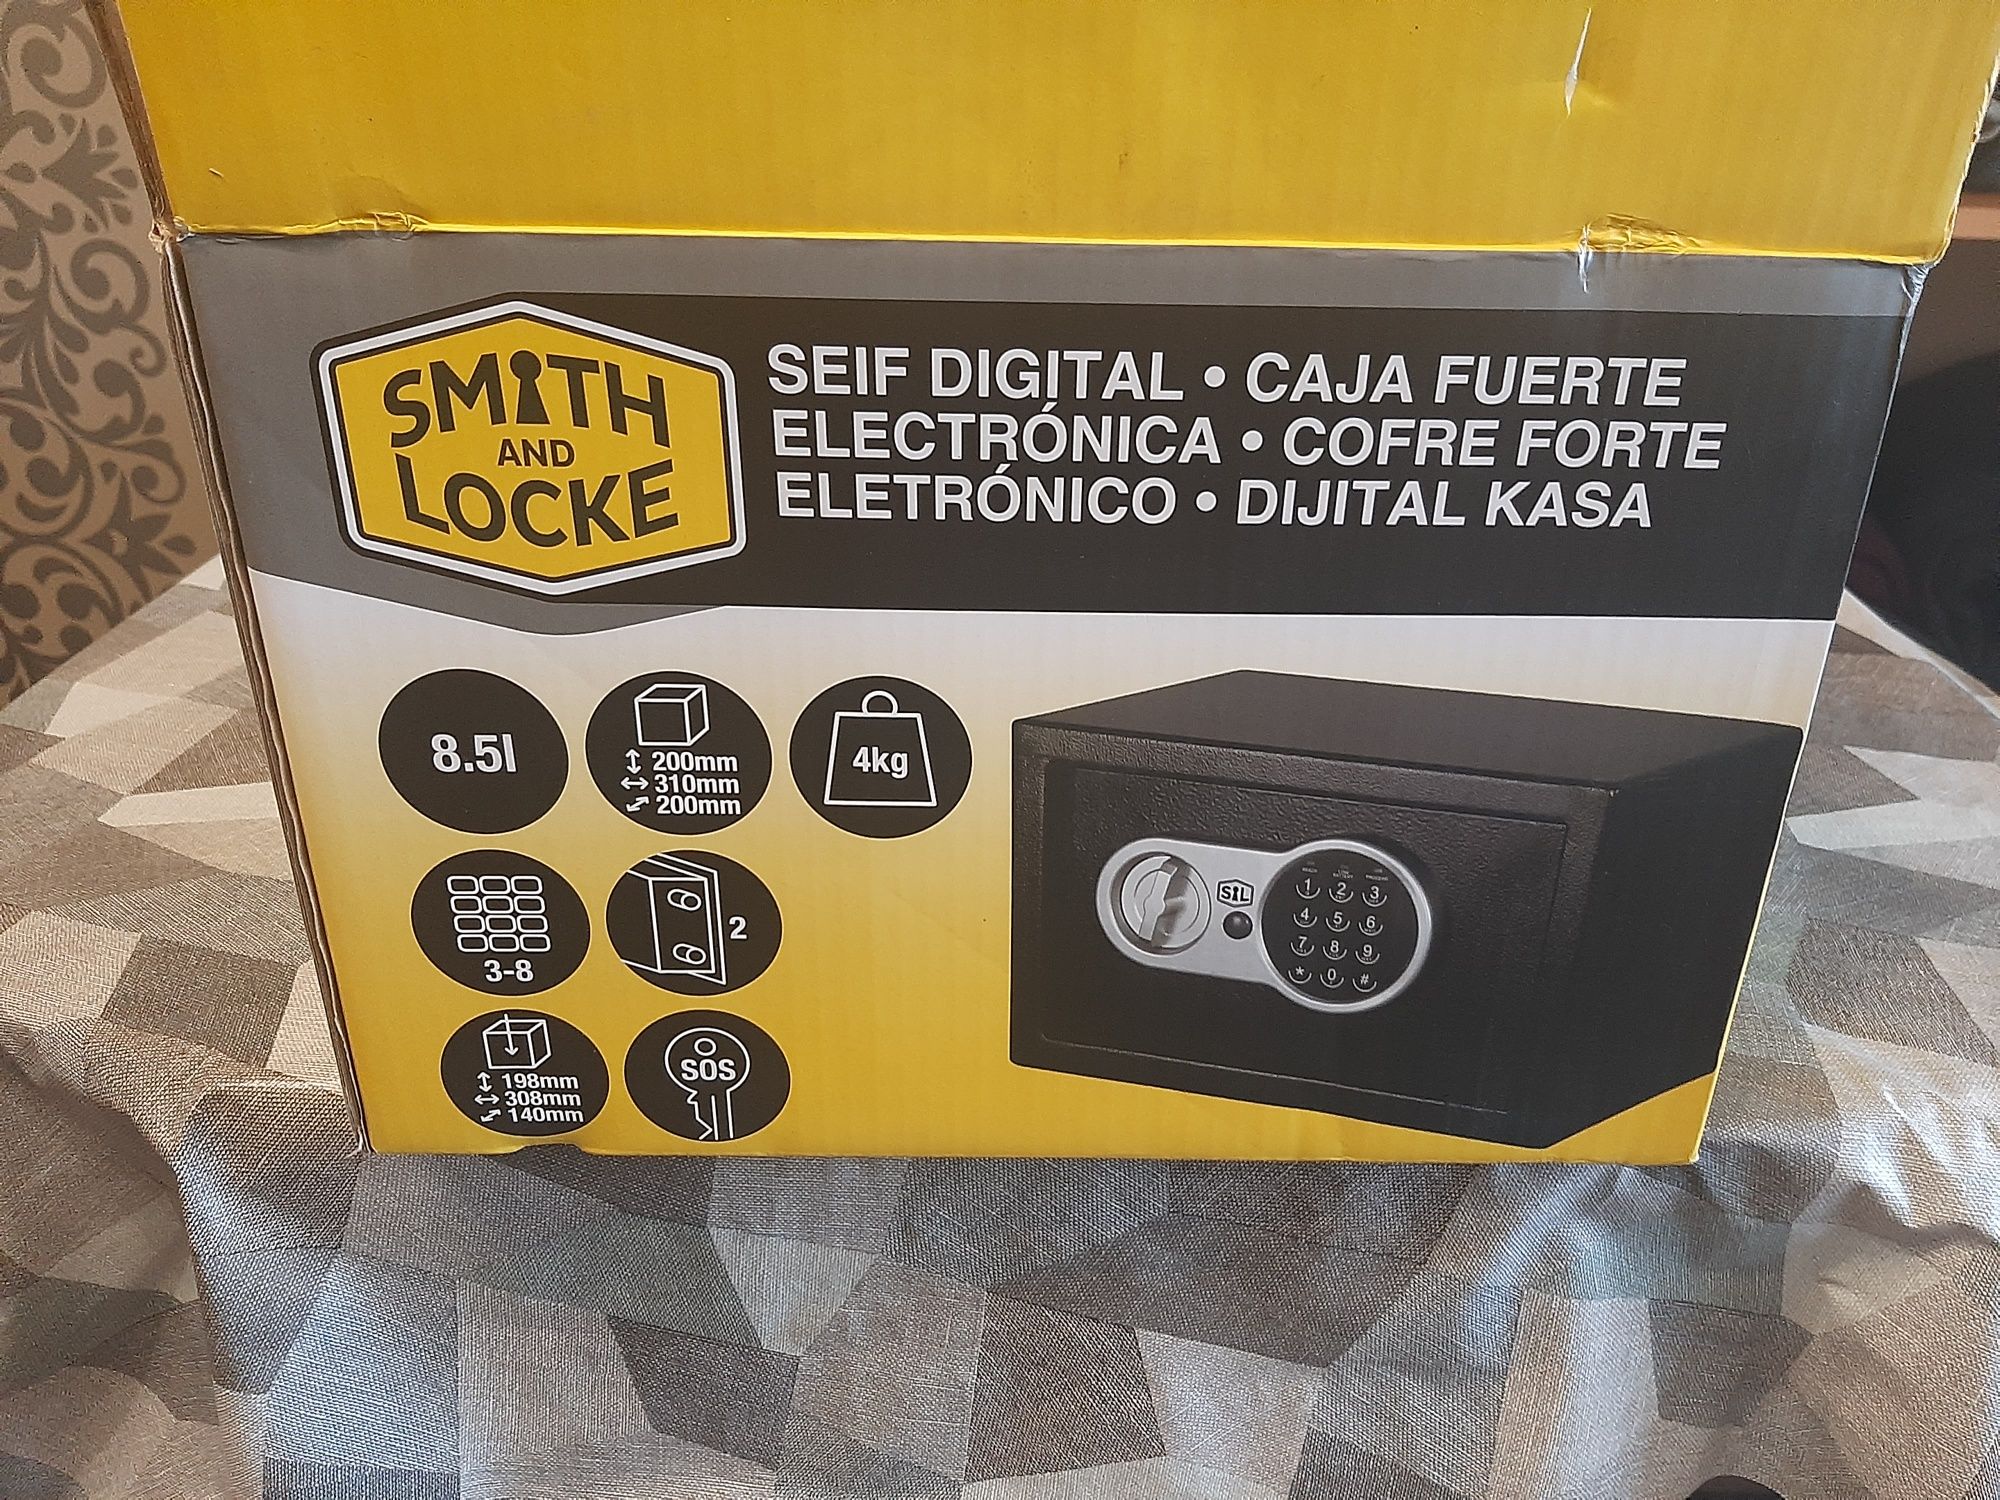 SMITH
AND
LOCKE
SEIF DIGITAL • CAJA FUERTE
ELECTRÓNICA • COFRE FORTE
ELETRÓNICO • DIJITAL KASA
8.5l
200mm
310mm
200mm
4kg
3-8
2
198mm
308mm
140mm
SOS
S&L
1 2 3
4 5 6
7 8 9
* 0 #